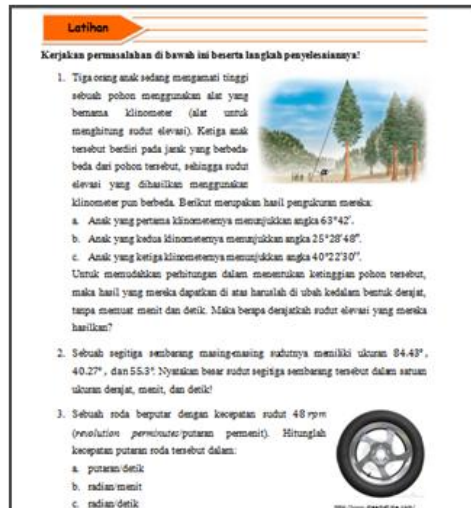 Latihan
Kerjakan permasalahan di bawah ini beserta langkah penyelesaiannya!
1. Tiga orang anak sedang mengamati tinggi
sebuah pohon menggunakan alat yang
bernama klinometer (alat untuk
menghitung sudut elevasi). Ketiga anak
tersebut berdiri pada jarak yang berbeda-
beda dari pohon tersebut, sehingga sudut
elevasi yang dihasilkan menggunakan
klinometer pun berbeda. Berikut merupakan hasil pengukuran mereka:
a. Anak yang pertama klinometernya menunjukkan angka 63°42'.
b. Anak yang kedua klinometernya menunjukkan angka 25°28'48".
c. Anak yang ketiga klinometernya menunjukkan angka 40°22'30".
Untuk memudahkan perhitungan dalam menentukan ketinggian pohon tersebut,
maka hasil yang mereka dapatkan di atas haruslah di ubah kedalam bentuk derajat,
tanpa memuat menit dan detik. Maka berapa derajatkah sudut elevasi yang mereka
hasilkan?
2. Sebuah segitiga sembarang masing-masing sudutnya memiliki ukuran 84.43°,
40.27°, dan 55.3°. Nyatakan besar sudut segitiga sembarang tersebut dalam satuan
ukuran derajat, menit, dan detik!
3. Sebuah roda berputar dengan kecepatan sudut 48 rpm
(revolution perminutes/putaran permenit). Hitunglah
kecepatan putaran roda tersebut dalam:
a. putaran/detik
b. radian/menit
c. radian/detik